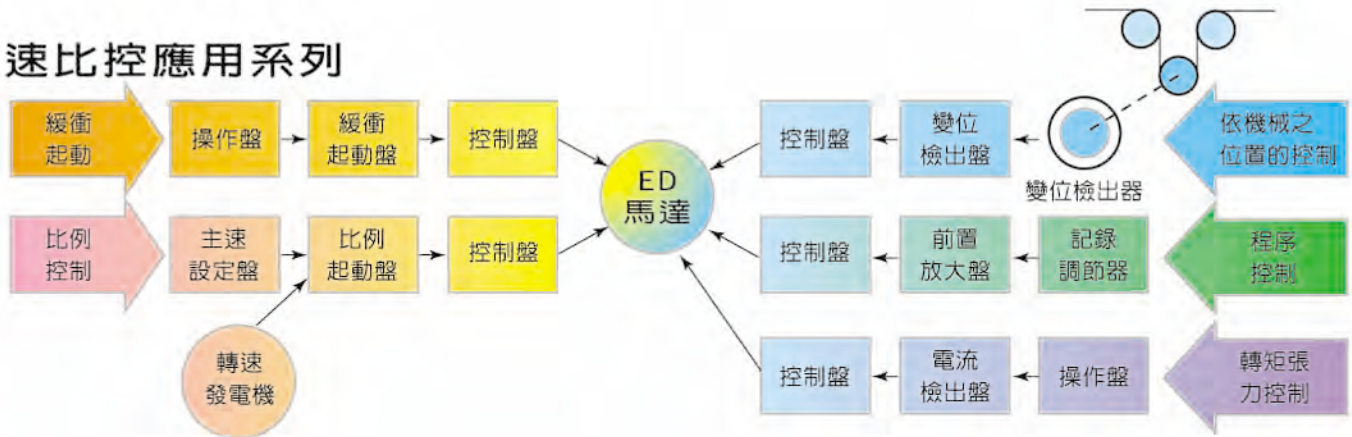 速比控應用系列
緩衝
起動
操作盤
緩衝
起動盤
控制盤
ED
馬達
控制盤
變位
檢出盤
變位檢出器
依機械之
位置的控制
比例
控制
主速
設定盤
比例
起動盤
控制盤
控制盤
前置
放大盤
記錄
調節器
程序
控制
轉速
發電機
控制盤
電流
檢出盤
操作盤
轉矩張
力控制